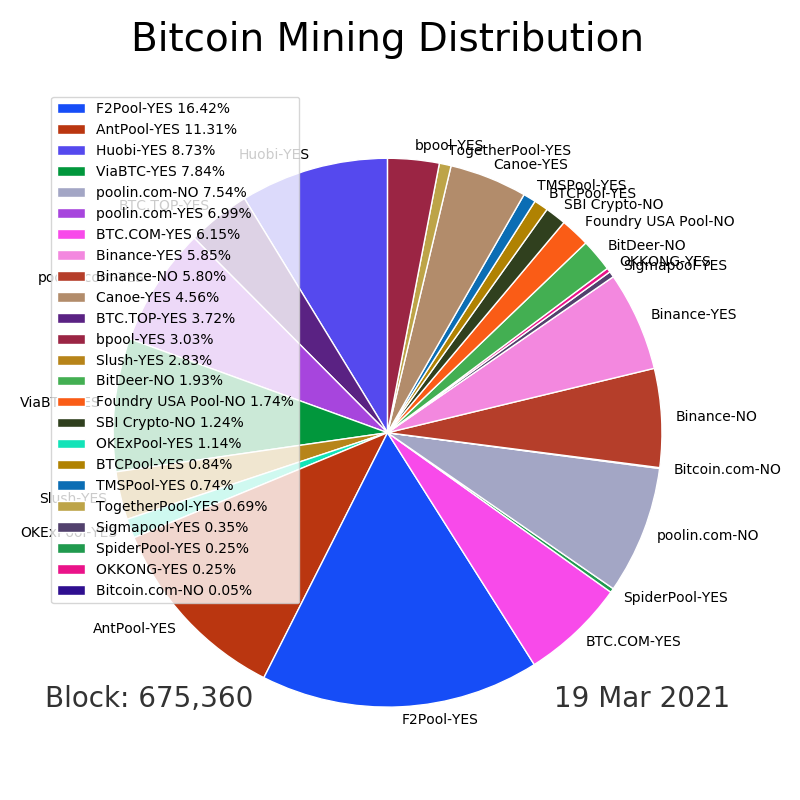 Bitcoin Mining Distribution
F2Pool-YES 16.42%
AntPool-YES 11.31%
Huobi-YES 8.73%
ViaBTC-YES 7.84%
poolin.com-NO 7.54%
poolin.com-YES 6.99%
BTC.COM-YES 6.15%
Binance-YES 5.85%
Binance-NO 5.80%
Canoe-YES 4.56%
BTC.TOP-YES 3.72%
bpool-YES 3.03%
Slush-YES 2.83%
BitDeer-NO 1.93%
Foundry USA Pool-NO 1.74%
SBI Crypto-NO 1.24%
OKExPool-YES 1.14%
BTCPool-YES 0.84%
TMSPool-YES 0.74%
TogetherPool-YES 0.69%
Sigmapool-YES 0.35%
SpiderPool-YES 0.25%
OKKONG-YES 0.25%
Bitcoin.com-NO 0.05%
bpool-YES
TogetherPool-YES
Canoe-YES
TMSPool-YES
BTCPool-YES
SBI Crypto-NO
Foundry USA Pool-NO
BitDeer-NO
OKKONG-YES
Sigmapool-YES
Binance-YES
Binance-NO
Bitcoin.com-NO
poolin.com-NO
SpiderPool-YES
BTC.COM-YES
F2Pool-YES
AntPool-YES
OKExPool-YES
Slush-YES
ViaBTC-YES
BTC.TOP-YES
Huobi-YES
Block: 675,360
19 Mar 2021